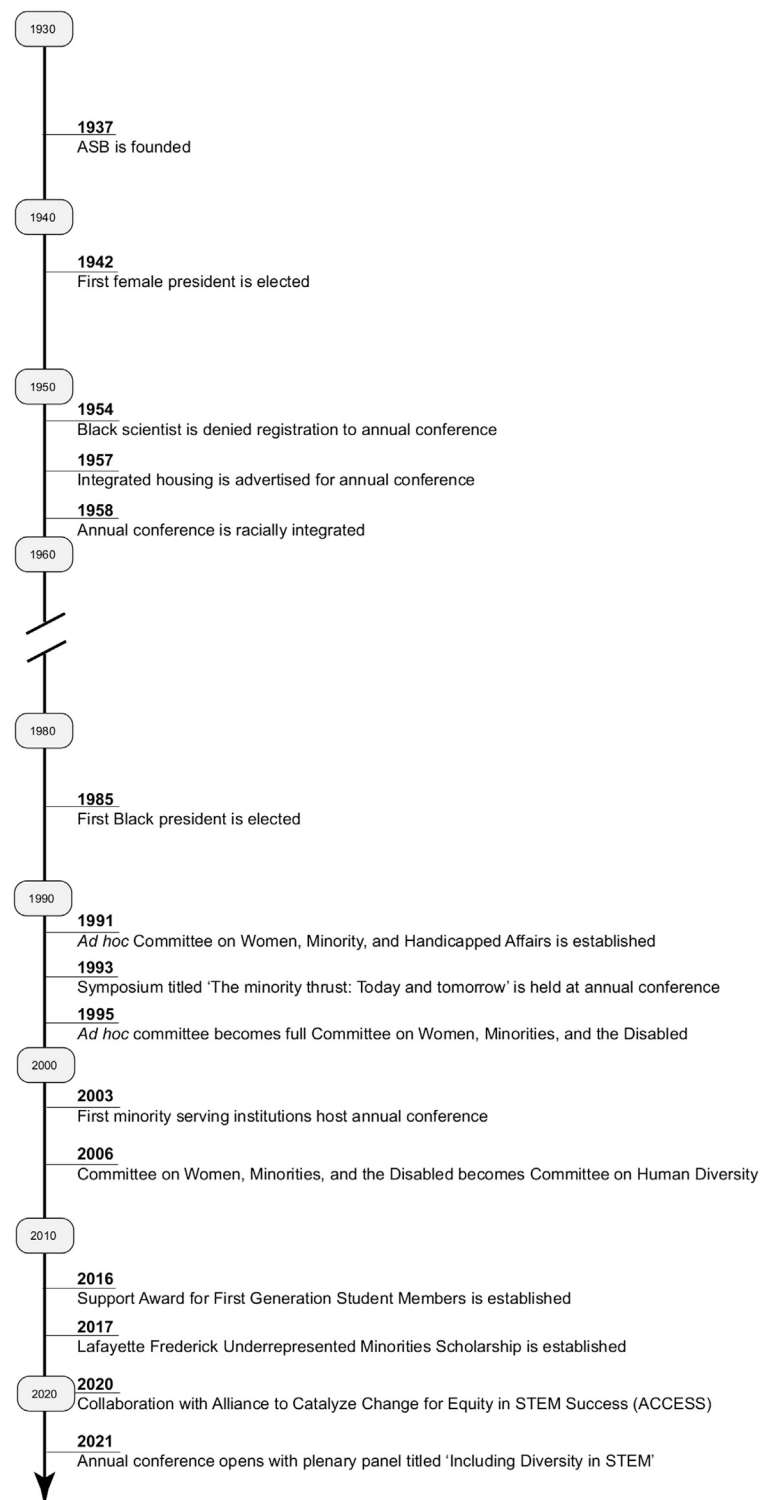 1930
1937
ASB is founded
1940
1942
First female president is elected
1950
1954
Black scientist is denied registration to annual conference
1957
Integrated housing is advertised for annual conference
1958
Annual conference is racially integrated
1960
1980
1985
First Black president is elected
1990
1991
Ad hoc Committee on Women, Minority, and Handicapped Affairs is established
1993
Symposium titled ‘The minority thrust: Today and tomorrow’ is held at annual conference
1995
Ad hoc committee becomes full Committee on Women, Minorities, and the Disabled
2000
2003
First minority serving institutions host annual conference
2006
Committee on Women, Minorities, and the Disabled becomes Committee on Human Diversity
2010
2016
Support Award for First Generation Student Members is established
2017
Lafayette Frederick Underrepresented Minorities Scholarship is established
2020
2020
Collaboration with Alliance to Catalyze Change for Equity in STEM Success (ACCESS)
2021
Annual conference opens with plenary panel titled ‘Including Diversity in STEM’